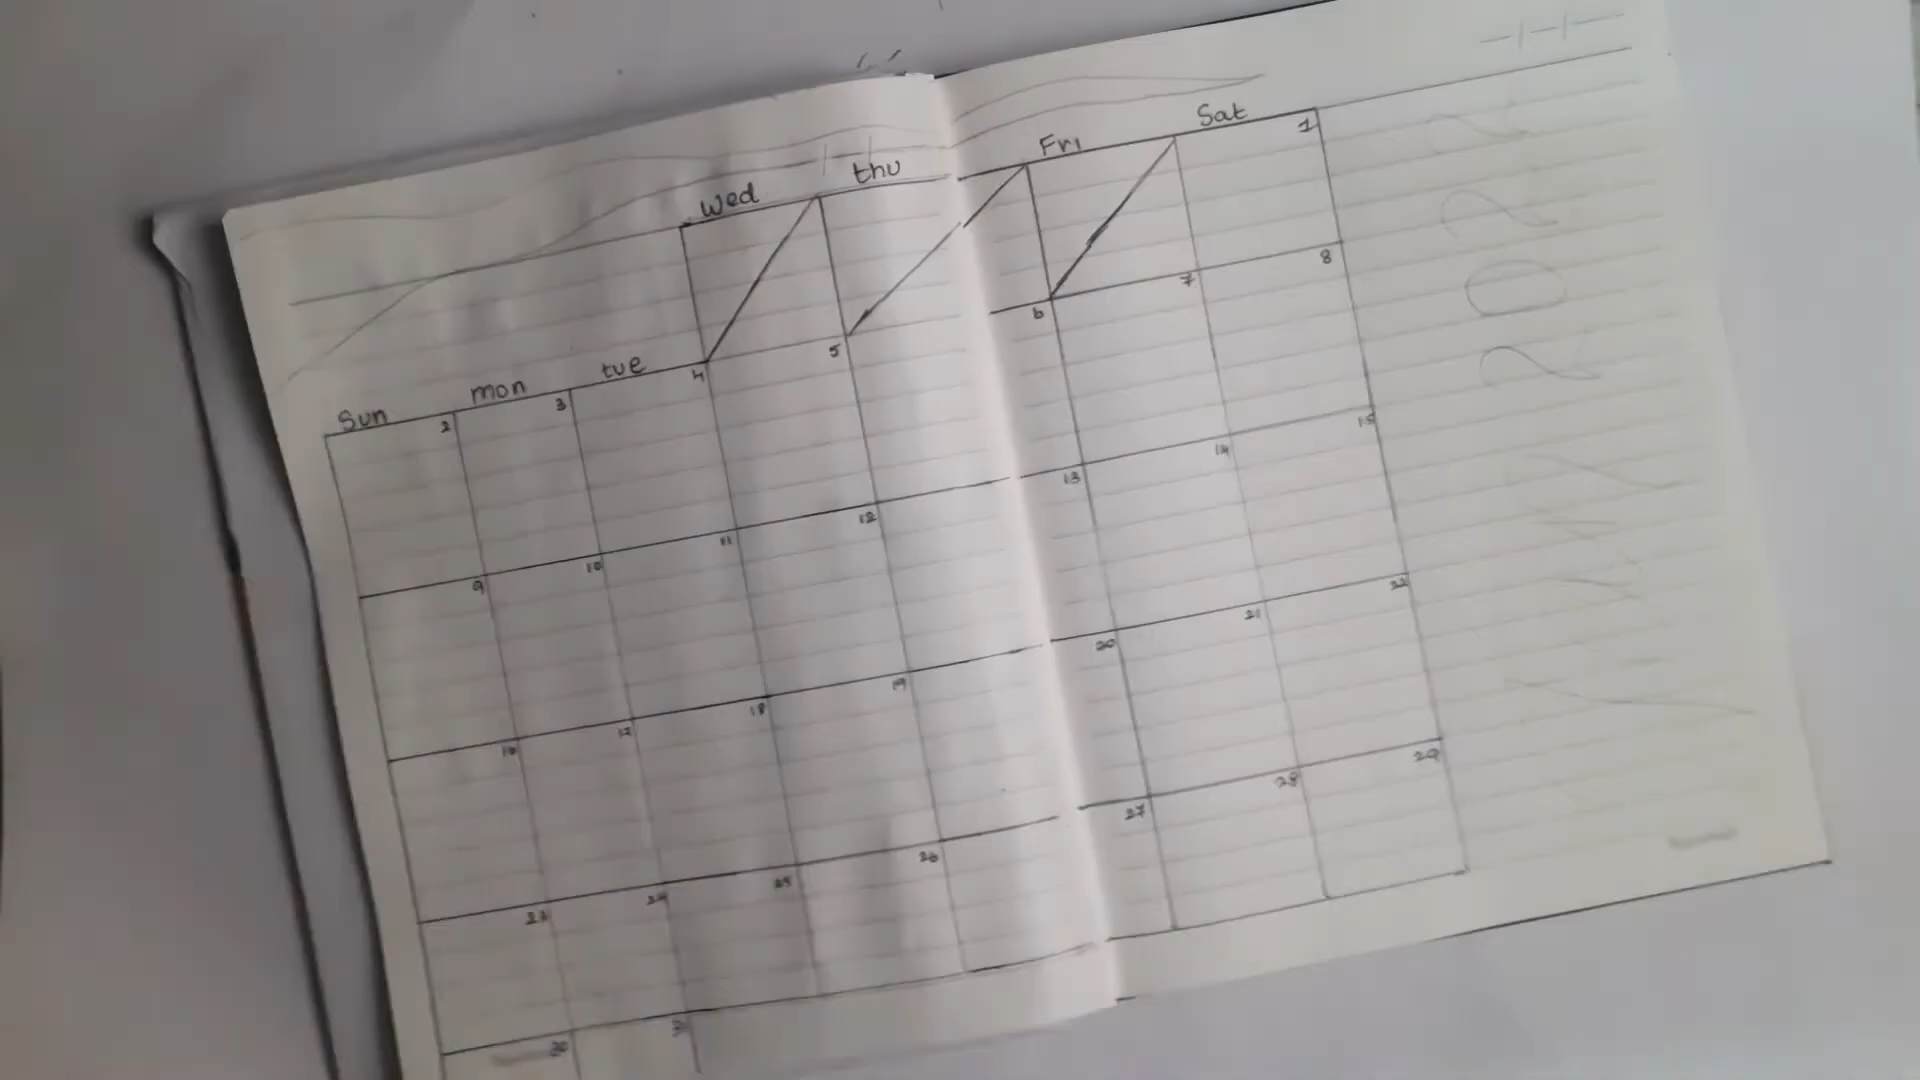 Wed thu Fri Sat
1
Sun mon tue
2 3 4 5 6 7 8
9 10 11 12 13 14 15
16 17 18 19 20 21 22
23 24 25 26 27 28 29
30 31